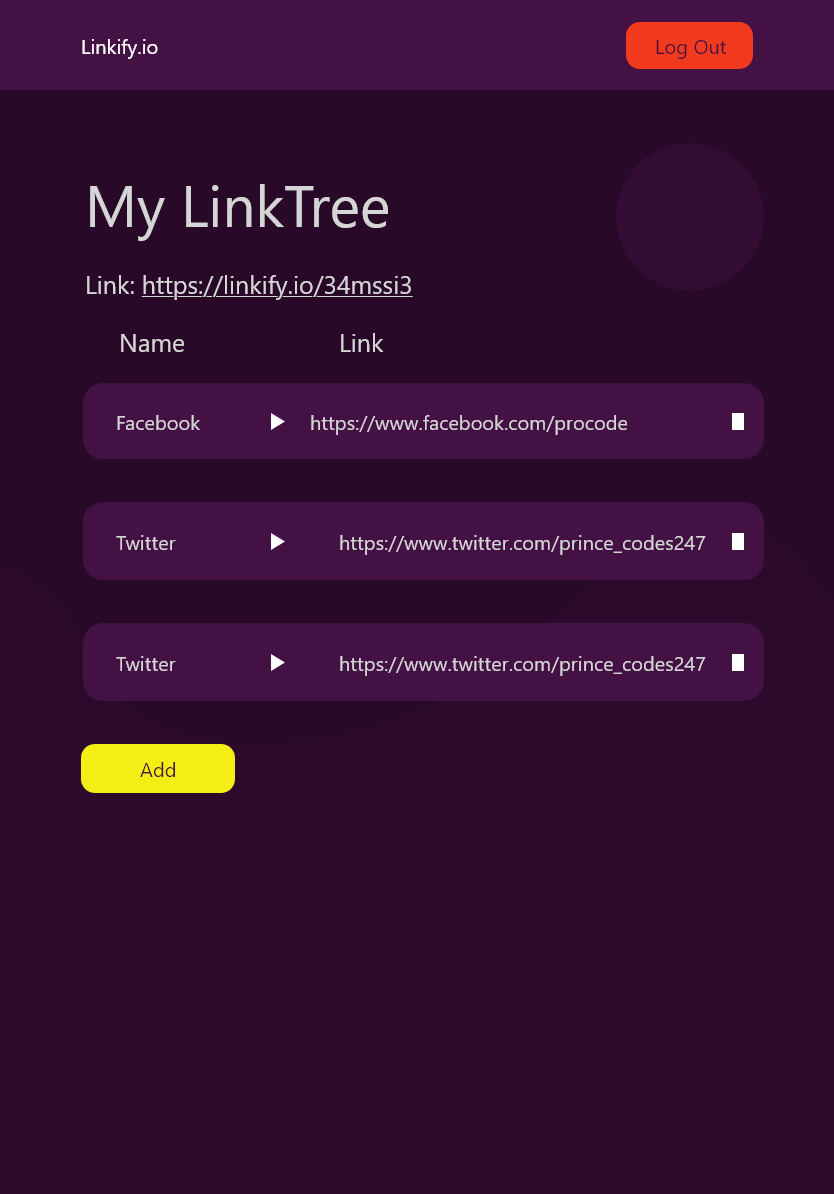 Linkify.io
Log Out
My LinkTree
Link: https://linkify.io/34mssi3
Name Link
Facebook https://www.facebook.com/procode
Twitter https://www.twitter.com/prince_codes247
Twitter https://www.twitter.com/prince_codes247
Add